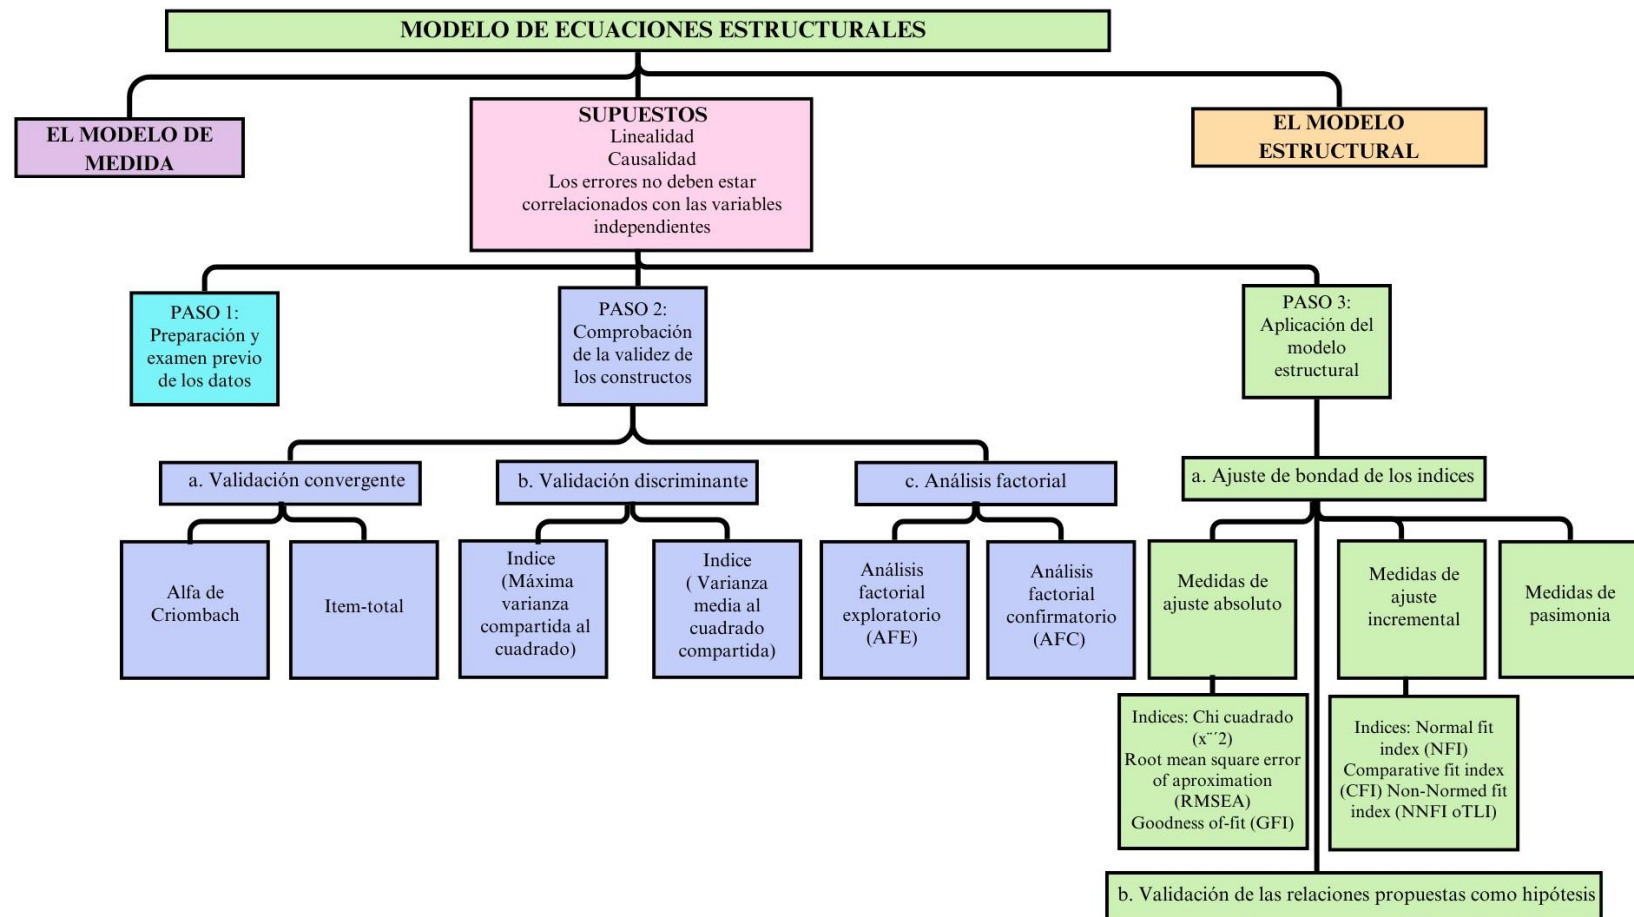 MODELO DE ECUACIONES ESTRUCTURALES
EL MODELO DE
MEDIDA
SUPUESTOS
Linealidad
Causalidad
Los errores no deben estar
correlacionados con las variables
independientes
EL MODELO
ESTRUCTURAL
PASO 1:
Preparación y
examen previo
de los datos
PASO 2:
Comprobación
de la validez de
los constructos
PASO 3:
Aplicación del
modelo
estructural
a. Validación convergente
b. Validación discriminante
c. Análisis factorial
a. Ajuste de bondad de los indices
Alfa de
Criombach
Item-total
Indice
(Máxima
varianza
compartida al
cuadrado)
Indice
( Varianza
media al
cuadrado
compartida)
Análisis
factorial
exploratorio
(AFE)
Análisis
factorial
confirmatorio
(AFC)
Medidas de
ajuste absoluto
Medidas de
ajuste
incremental
Medidas de
pasimonia
Indices: Chi cuadrado
(x¨´2)
Root mean square error
of aproximation
(RMSEA)
Goodness of-fit (GFI)
Indices: Normal fit
index (NFI)
Comparative fit index
(CFI) Non-Normed fit
index (NNFI oTLI)
b. Validación de las relaciones propuestas como hipótesis